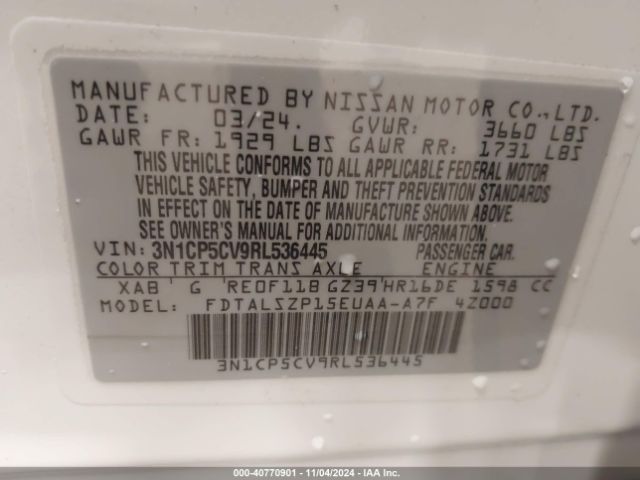 MANUFACTURED BY NISSAN MOTOR CO.,LTD.
DATE: 03/24. GVWR: 3660 LBS
GAWR FR: 1929 LBS GAWR RR: 1731 LBS
THIS VEHICLE CONFORMS TO ALL APPLICABLE FEDERAL MOTOR
VEHICLE SAFETY, BUMPER AND THEFT PREVENTION STANDARDS
IN EFFECT ON THE DATE OF MANUFACTURE SHOWN ABOVE.
SEE OWNER'S MANUAL FOR ADDITIONAL INFORMATION.
VIN: 3N1CP5CV9RL536445 PASSENGER CAR.
COLOR TRIM TRANS AXLE ENGINE
XAB G RE0F11B GZ39 HR16DE 1598 CC
MODEL: FDTALSZP15EUAA-A7F 4Z000
3N1CP5CV9RL536445
000-40770901 - 11/04/2024 - IAA Inc.